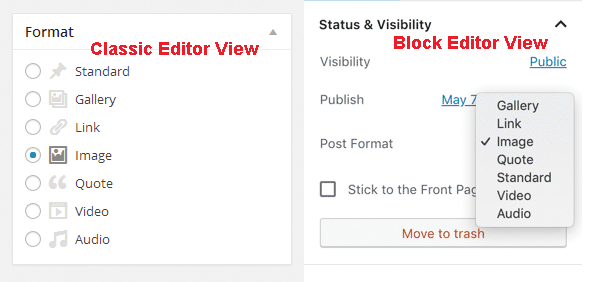 Format
Classic Editor View
Standard
Gallery
Link
Image
Quote
Video
Audio
Status & Visibility
Block Editor View
Visibility Public
Publish May 7
Post Format
Gallery
Link
Image
Quote
Standard
Video
Audio
Stick to the Front Pag
Move to trash